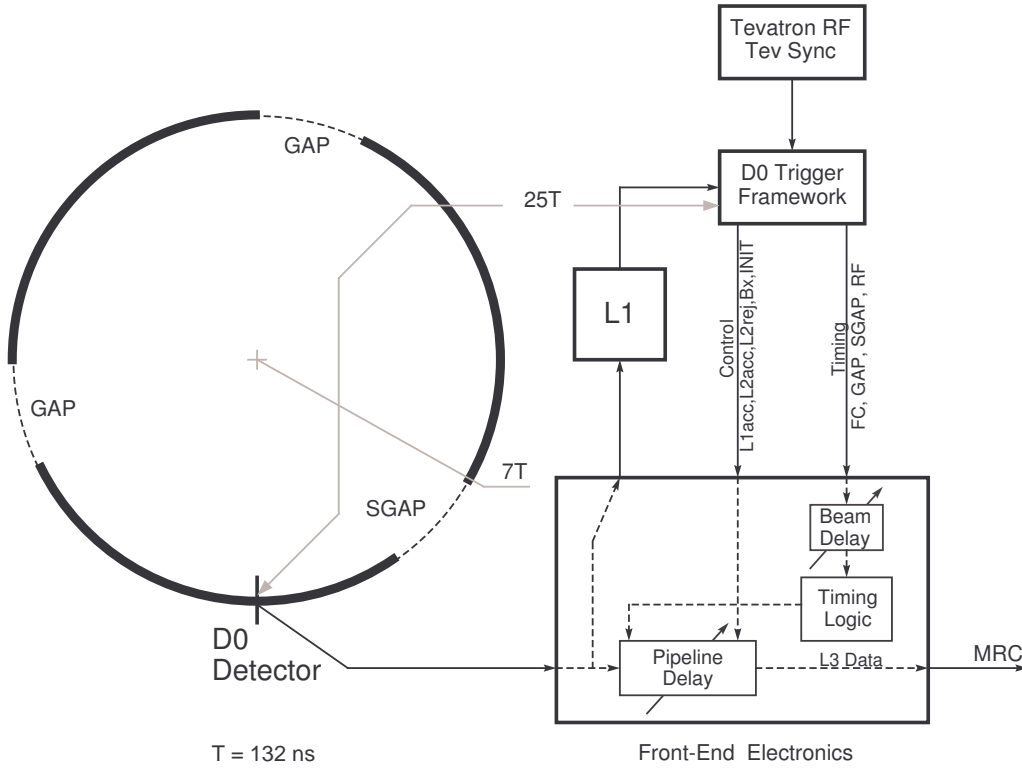 Tevatron RF
Tev Sync
GAP
D0 Trigger
Framework
25T
L1
Control
L1acc,L2acc,L2rej,Bx,INIT
Timing
FC, GAP, SGAP, RF
GAP
7T
SGAP
Beam
Delay
Timing
Logic
D0
Detector
Pipeline
Delay
L3 Data
MRC
T = 132 ns
Front-End Electronics